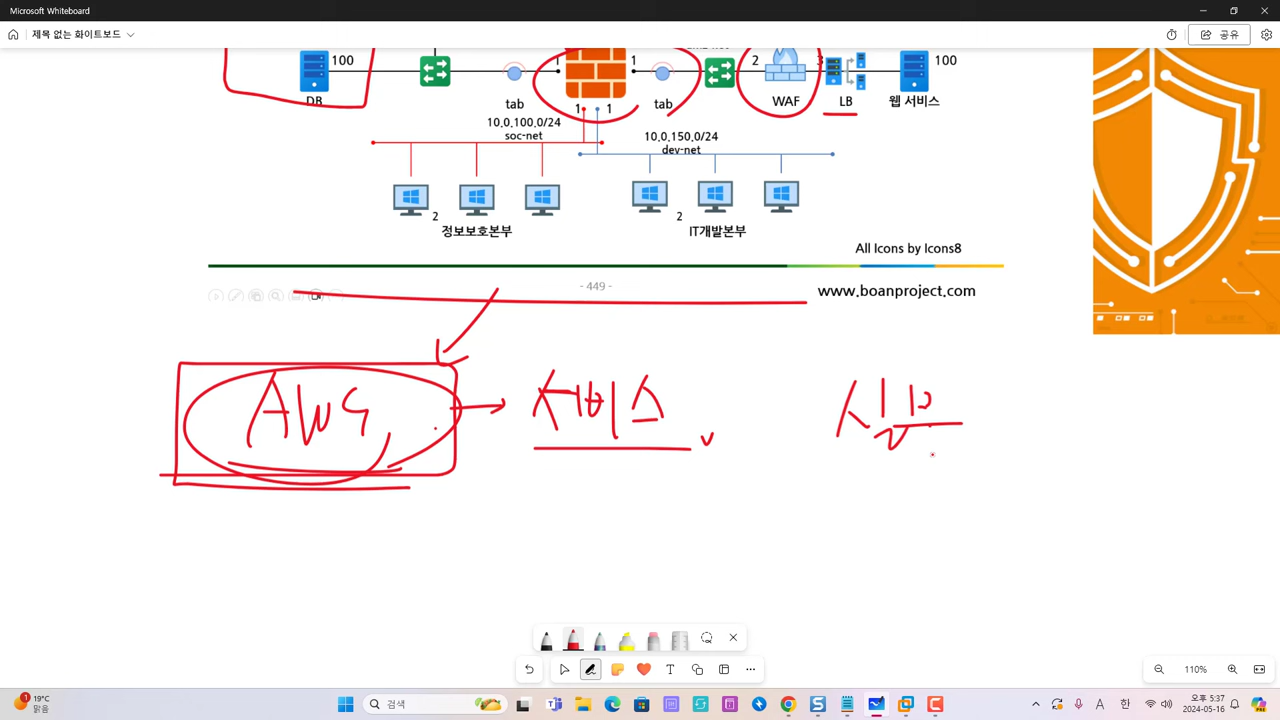 Microsoft Whiteboard
제목 없는 화이트보드
공유
100
1
1
2
3
100
DB
tab
tab
WAF
LB
웹 서비스
1
1
10.0.100.0/24
soc-net
10.0.150.0/24
dev-net
2
2
정보보호본부
IT개발본부
All Icons by Icons8
- 449 -
www.boanproject.com
AWS
서비스
110%
19°C
맑음
검색
A
한
오후 5:37
2024-05-16